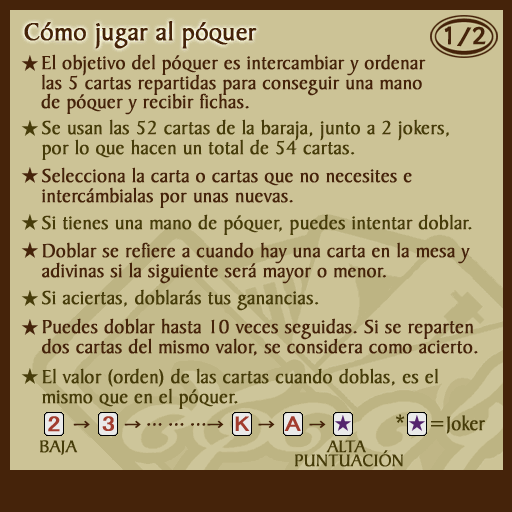 Cómo jugar al póquer
1/2
★ El objetivo del póquer es intercambiar y ordenar
las 5 cartas repartidas para conseguir una mano
de póquer y recibir fichas.
★ Se usan las 52 cartas de la baraja, junto a 2 jokers,
por lo que hacen un total de 54 cartas.
★ Selecciona la carta o cartas que no necesites e
intercámbialas por unas nuevas.
★ Si tienes una mano de póquer, puedes intentar doblar.
★ Doblar se refiere a cuando hay una carta en la mesa y
adivinas si la siguiente será mayor o menor.
★ Si aciertas, doblarás tus ganancias.
★ Puedes doblar hasta 10 veces seguidas. Si se reparten
dos cartas del mismo valor, se considera como acierto.
★ El valor (orden) de las cartas cuando doblas, es el
mismo que en el póquer.
2 → 3 → ... ... ... → K → A → ★ *★=Joker
BAJA ALTA
PUNTUACIÓN